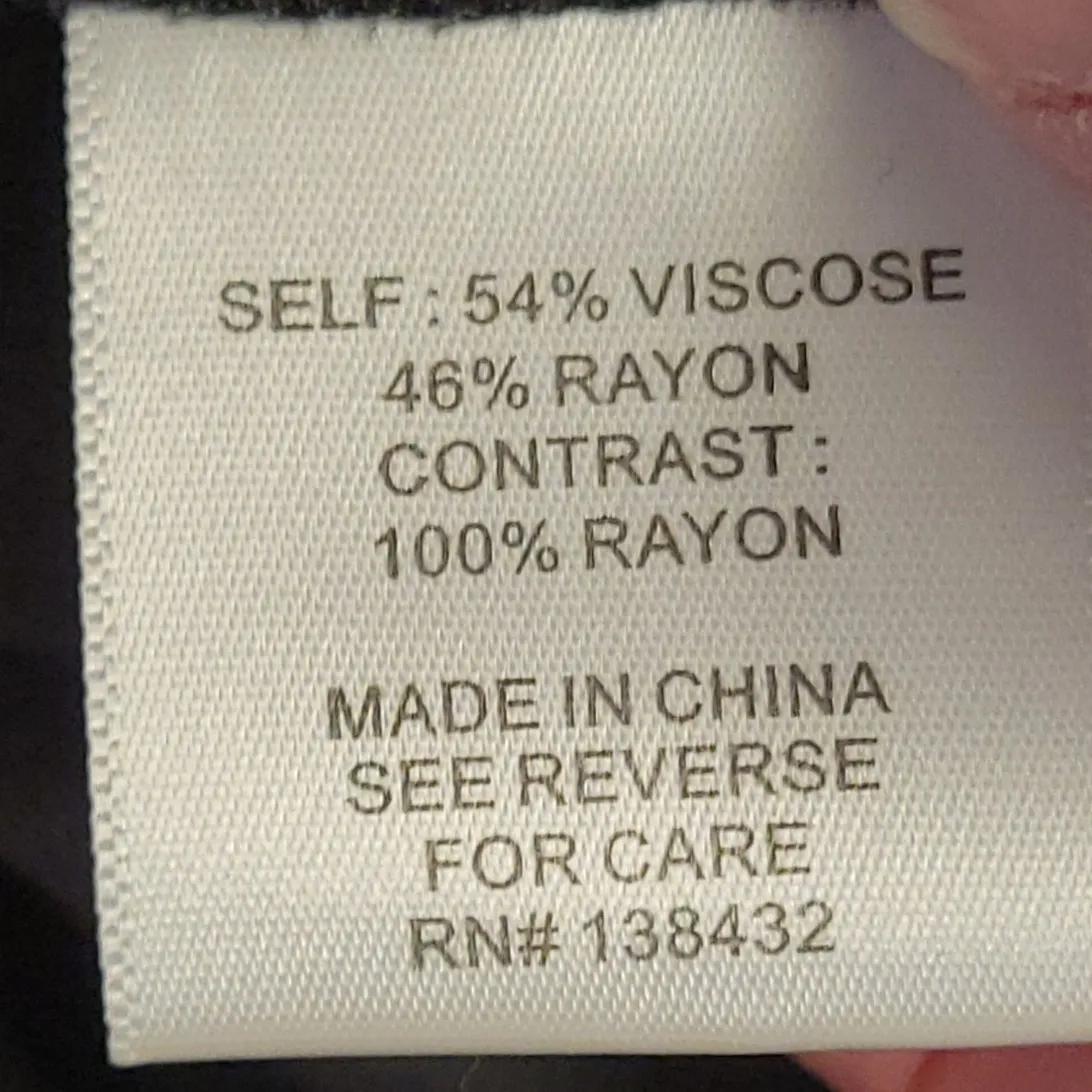 SELF : 54% VISCOSE
46% RAYON
CONTRAST :
100% RAYON
MADE IN CHINA
SEE REVERSE
FOR CARE
RN# 138432